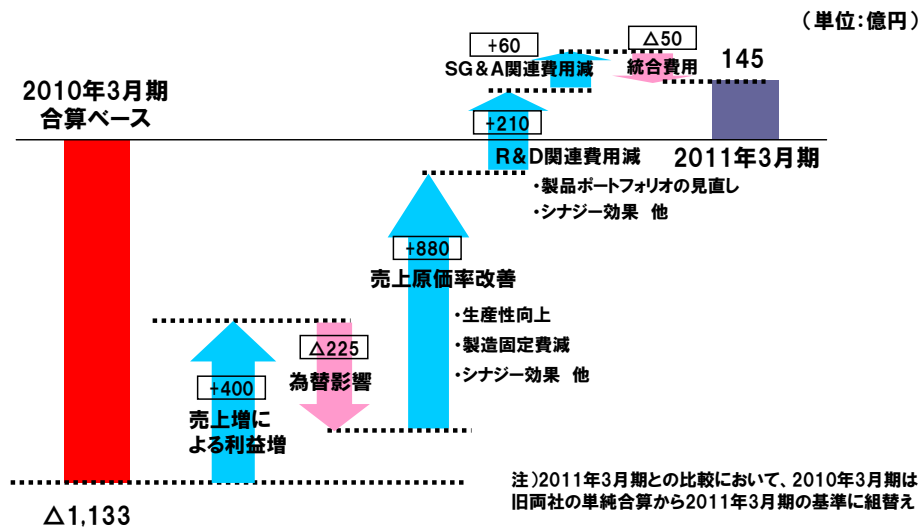 （単位：億円）
+60
SG＆A関連費用減
△50
統合費用
145
2010年3月期
合算ベース
+210
R＆D関連費用減
・製品ポートフォリオの見直し
・シナジー効果 他
2011年3月期
+880
売上原価率改善
・生産性向上
・製造固定費減
・シナジー効果 他
△225
為替影響
+400
売上増に
よる利益増
△1,133
注）2011年3月期との比較において、2010年3月期は
旧両社の単純合算から2011年3月期の基準に組替え